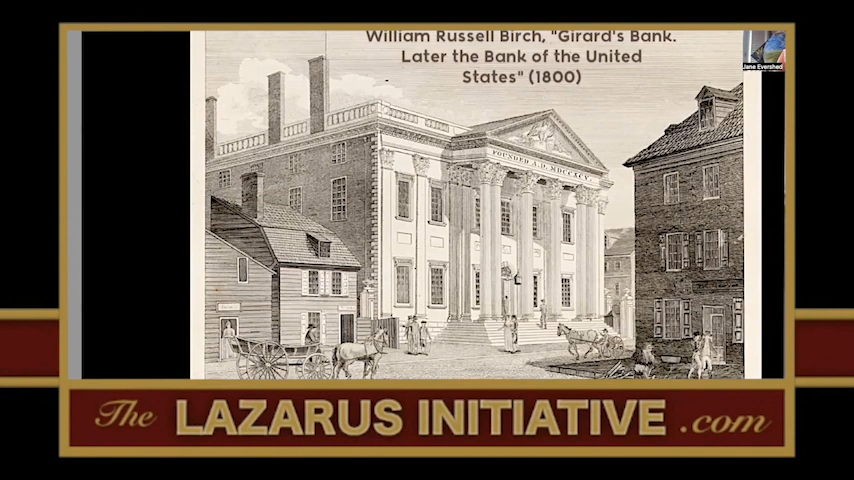 William Russell Birch, "Girard's Bank.
Later the Bank of the United
States" (1800)
Jane Evershed
FOUNDED A.D. MDCCACV.
The LAZARUS INITIATIVE .com